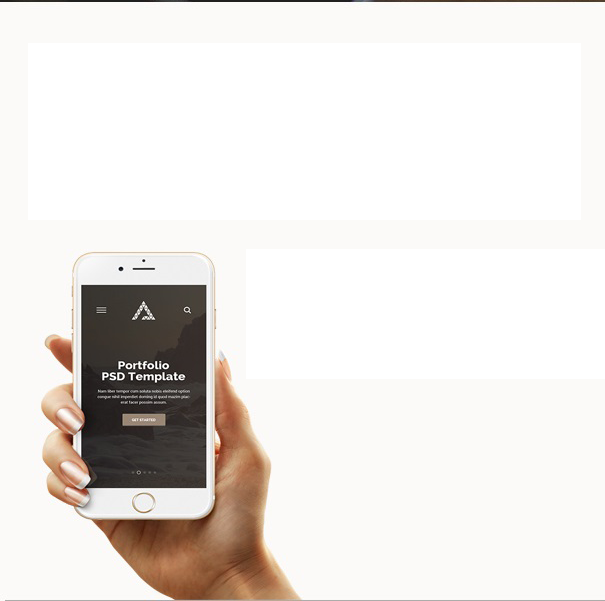 Portfolio
PSD Template
Nam liber tempor cum soluta nobis eleifend option
congue nihil imperdiet doming id quod mazim placerat
erat facer possim assum.
GET STARTED